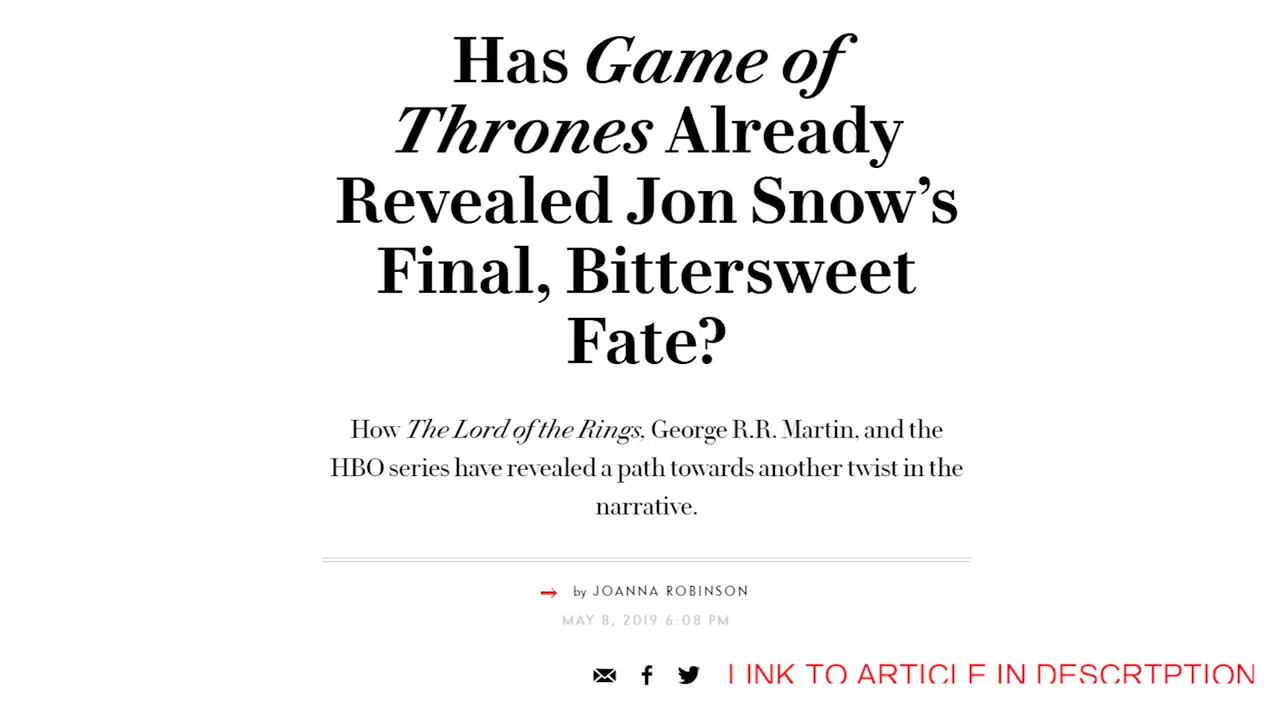 Has Game of
Thrones Already
Revealed Jon Snow's
Final, Bittersweet
Fate?
How The Lord of the Rings, George R.R. Martin, and the
HBO series have revealed a path towards another twist in the
narrative.
by JOANNA ROBINSON
MAY 8, 2019 6:08 PM
LINK TO ARTICLE IN DESCRTPTION